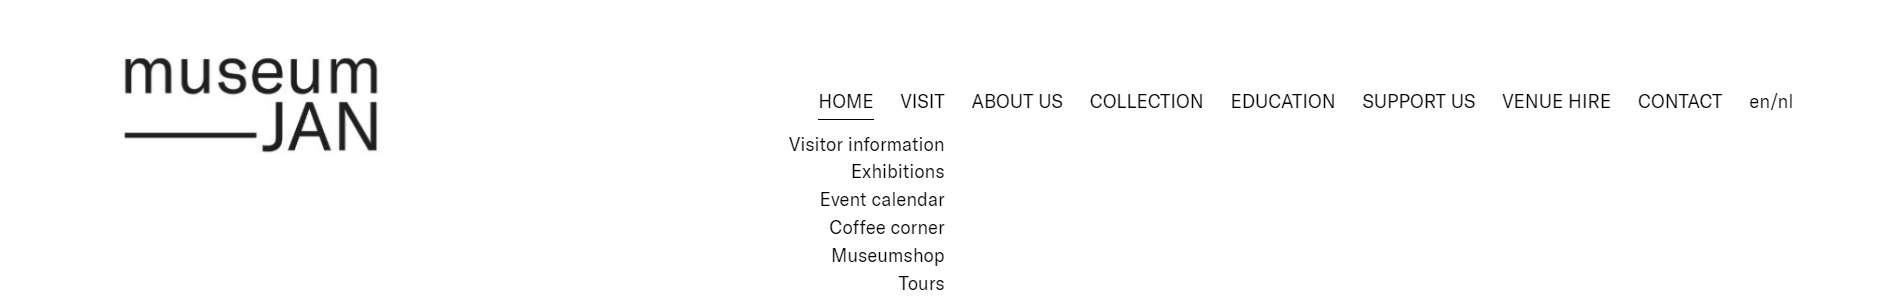 museum
JAN
HOME VISIT ABOUT US COLLECTION EDUCATION SUPPORT US VENUE HIRE CONTACT en/nl
Visitor information
Exhibitions
Event calendar
Coffee corner
Museumshop
Tours